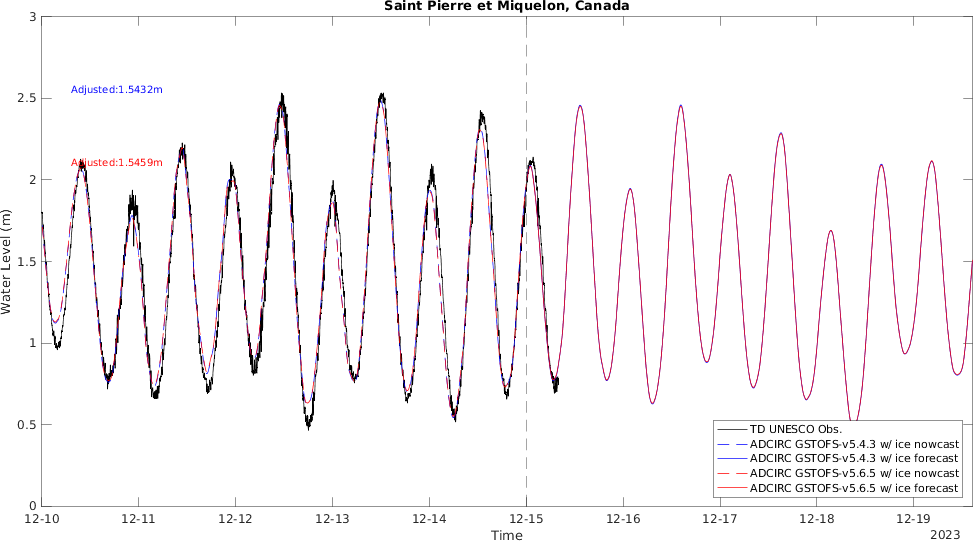 Saint Pierre et Miquelon, Canada
3
2.5
2
1.5
1
0.5
0
Water Level (m)
Adjusted:1.5432m
Adjusted:1.5459m
TD UNESCO Obs.
ADCIRC GSTOFS-v5.4.3 w/ ice nowcast
ADCIRC GSTOFS-v5.4.3 w/ ice forecast
ADCIRC GSTOFS-v5.6.5 w/ ice nowcast
ADCIRC GSTOFS-v5.6.5 w/ ice forecast
12-10 12-11 12-12 12-13 12-14 12-15 12-16 12-17 12-18 12-19
Time
2023